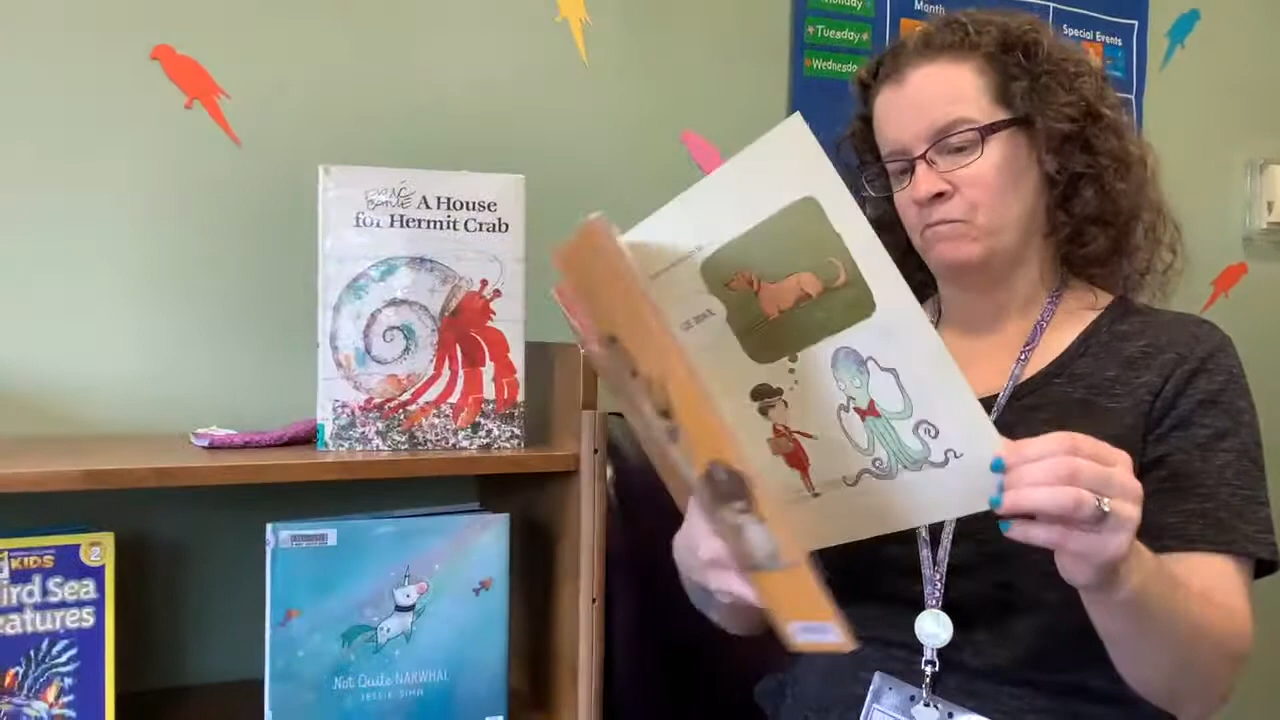 Monday
Tuesday
Wednesday
Month
Special Events
ERIC
CARLE
A House
for Hermit Crab
KIDS
2
ird Sea
eatures
Not Quite NARWHAL
JESSIE SIMA